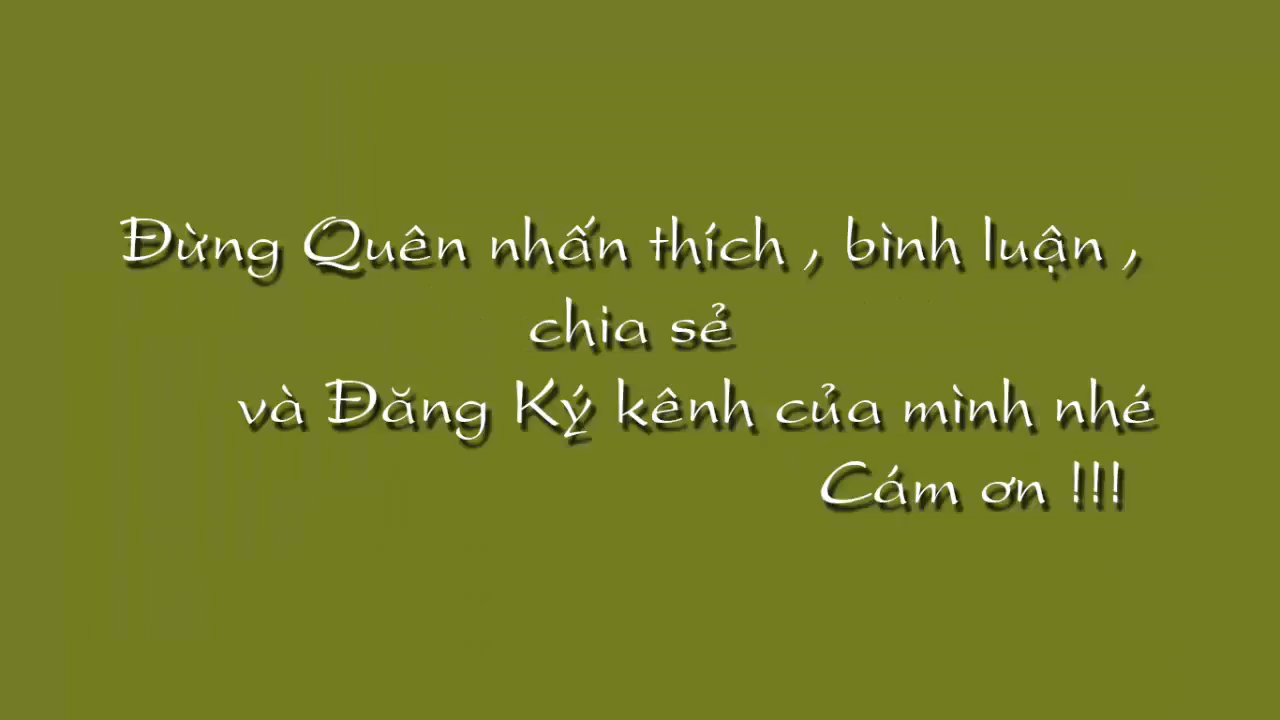 Đừng Quên nhấn thích , bình luận ,
chia sẻ
và Đăng Ký kênh của mình nhé
Cám ơn !!!